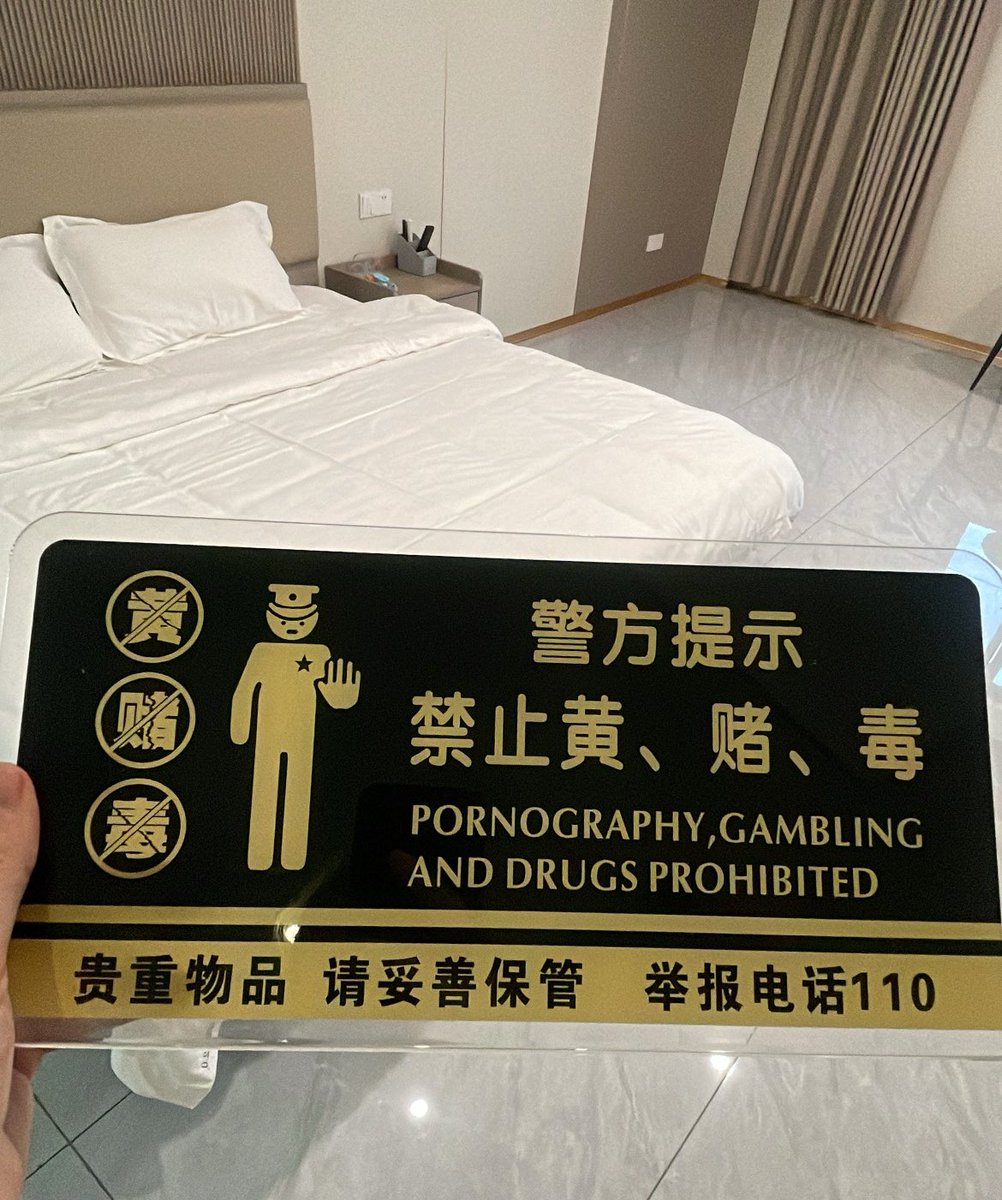 黄
赌
毒
警方提示
禁止黄、赌、毒
PORNOGRAPHY,GAMBLING
AND DRUGS PROHIBITED
贵重物品 请妥善保管 举报电话110